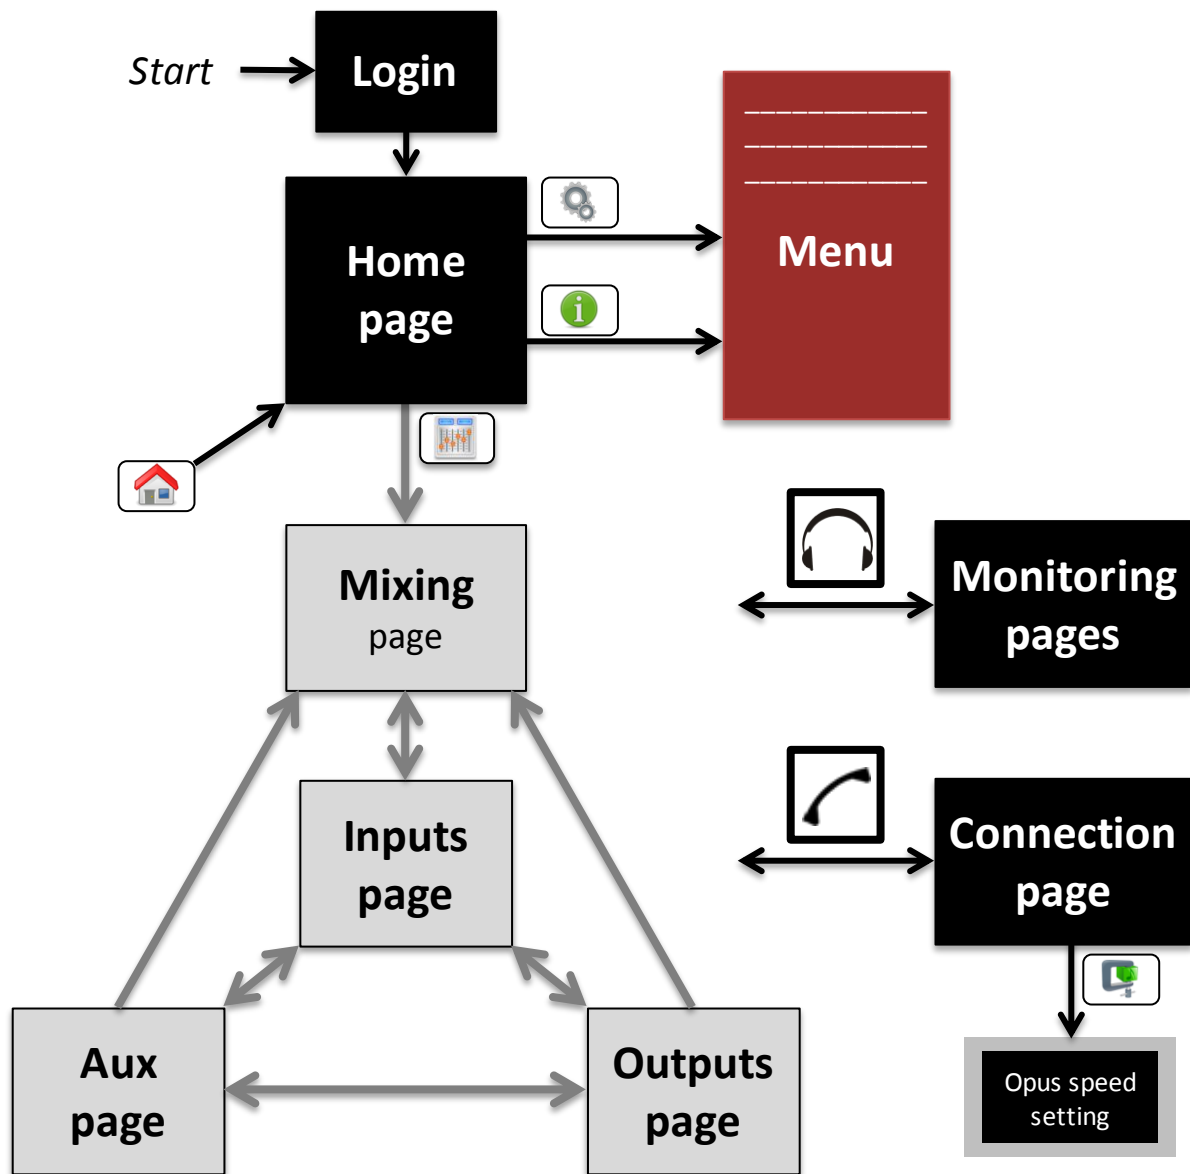 Start
Login
Home
page
Menu
Mixing
page
Monitoring
pages
Inputs
page
Connection
page
Aux
page
Outputs
page
Opus speed
setting